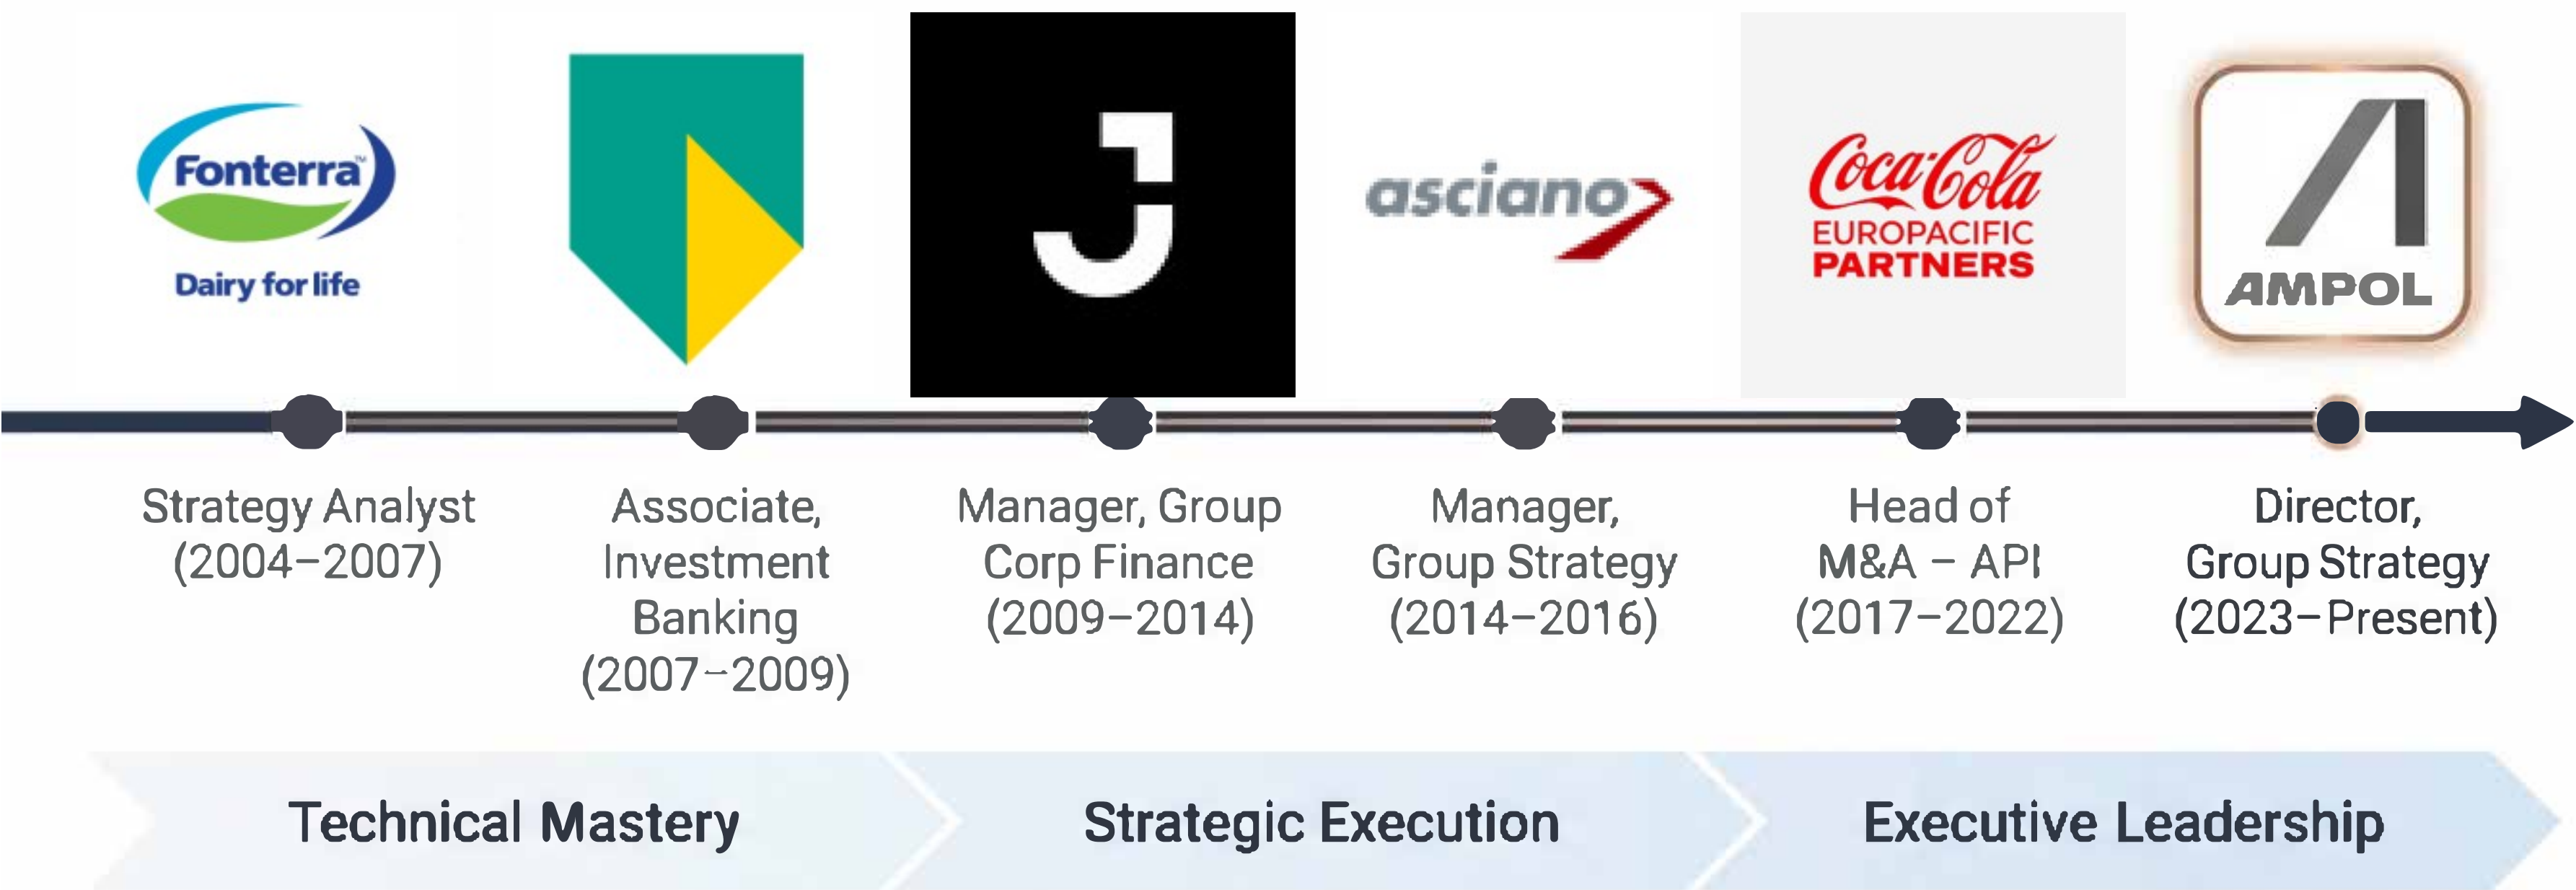 Fonterra™
Dairy for life
J
asciano
Coca-Cola
EUROPACIFIC
PARTNERS
AMPOL
Strategy Analyst
(2004–2007)
Associate,
Investment
Banking
(2007–2009)
Manager, Group
Corp Finance
(2009–2014)
Manager,
Group Strategy
(2014–2016)
Head of
M&A – API
(2017–2022)
Director,
Group Strategy
(2023–Present)
Technical Mastery
Strategic Execution
Executive Leadership